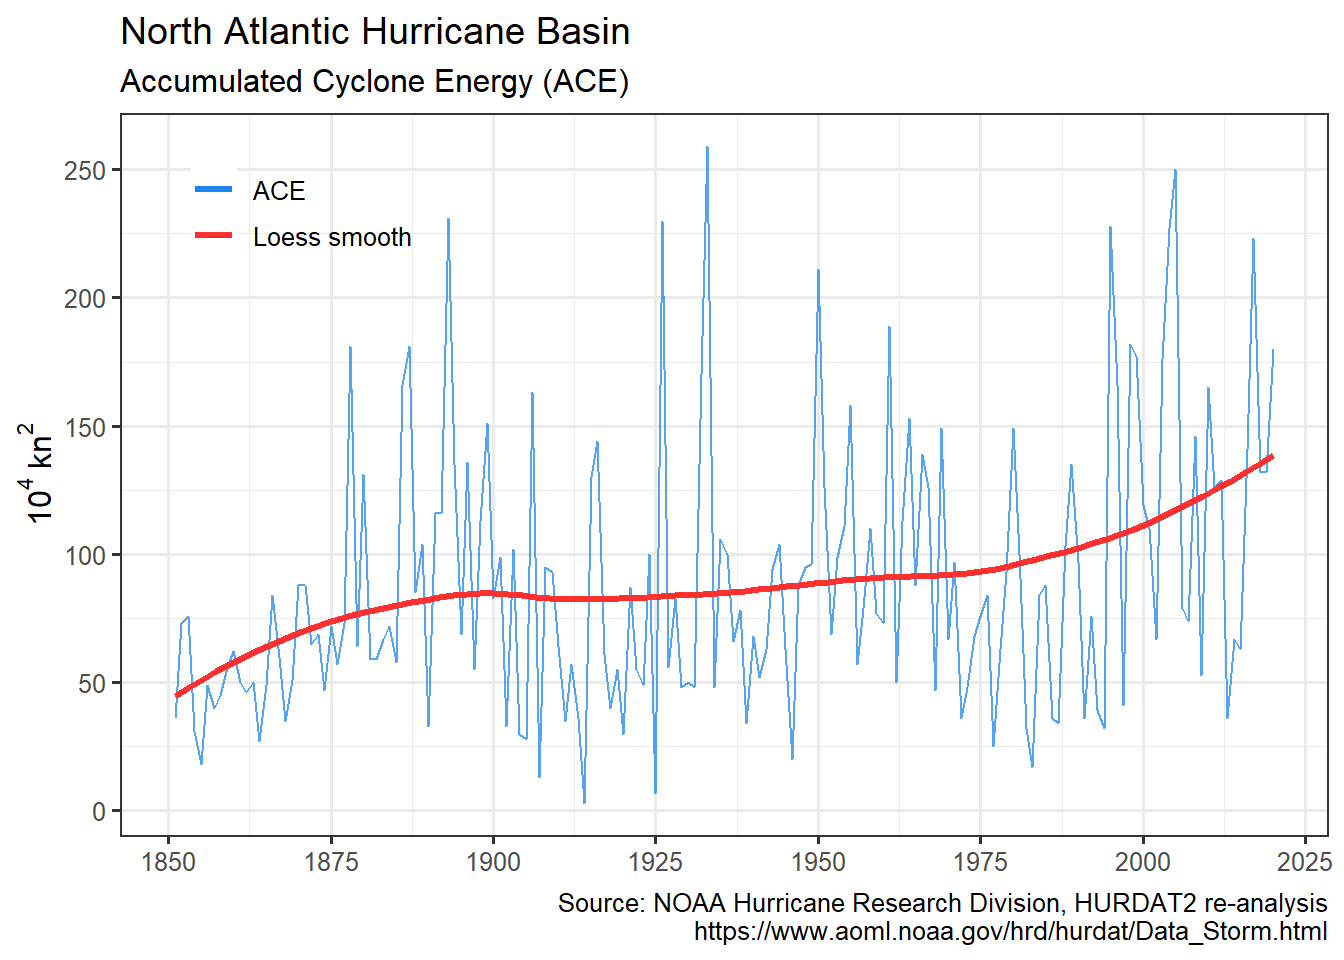 North Atlantic Hurricane Basin
Accumulated Cyclone Energy (ACE)
10⁴ kn²
250
200
150
100
50
0
ACE
Loess smooth
1850 1875 1900 1925 1950 1975 2000 2025
Source: NOAA Hurricane Research Division, HURDAT2 re-analysis
https://www.aoml.noaa.gov/hrd/hurdat/Data_Storm.html